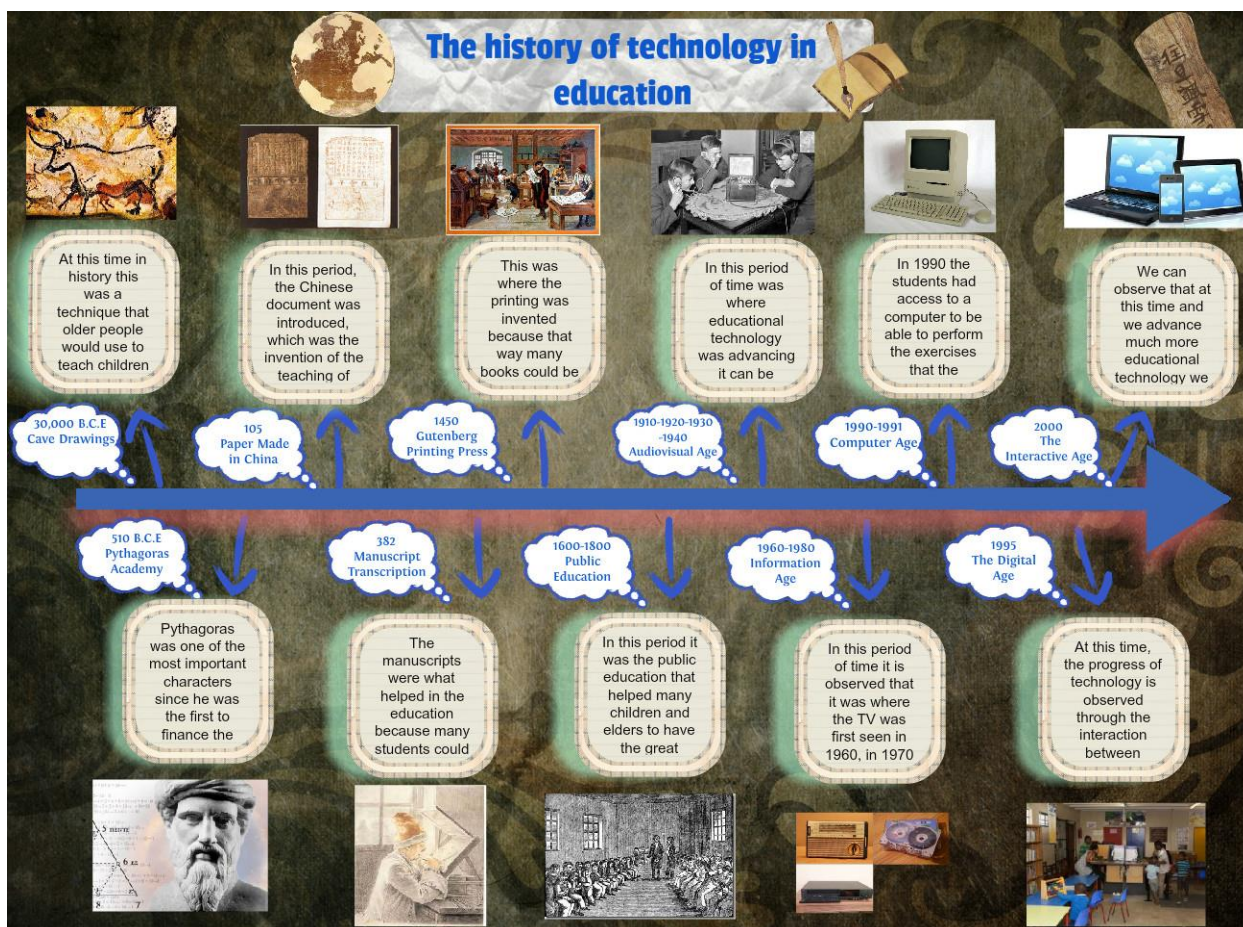 The history of technology in
education
At this time in
history this
was a
technique that
older people
would use to
teach children
In this period,
the Chinese
document was
introduced,
which was the
invention of the
teaching of
This was
where the
printing was
invented
because that
way many
books could be
In this period
of time was
where
educational
technology
was advancing
it can be
In 1990 the
students had
access to a
computer to be
able to perform
the exercises
that the
We can
observe that at
this time and
we advance
much more
educational
technology we
30,000 B.C.E
Cave Drawings
105
Paper Made
in China
1450
Gutenberg
Printing Press
1910-1920-1930
-1940
Audiovisual Age
1990-1991
Computer Age
2000
The
Interactive Age
510 B.C.E
Pythagoras
Academy
382
Manuscript
Transcription
1600-1800
Public
Education
1960-1980
Information
Age
1995
The Digital
Age
Pythagoras
was one of the
most important
characters
since he was
the first to
finance the
The
manuscripts
were what
helped in the
education
because many
students could
In this period it
was the public
education that
helped many
children and
elders to have
the great
In this period
of time it is
observed that
it was where
the TV was
first seen in
1960, in 1970
At this time,
the progress of
technology is
observed
through the
interaction
between